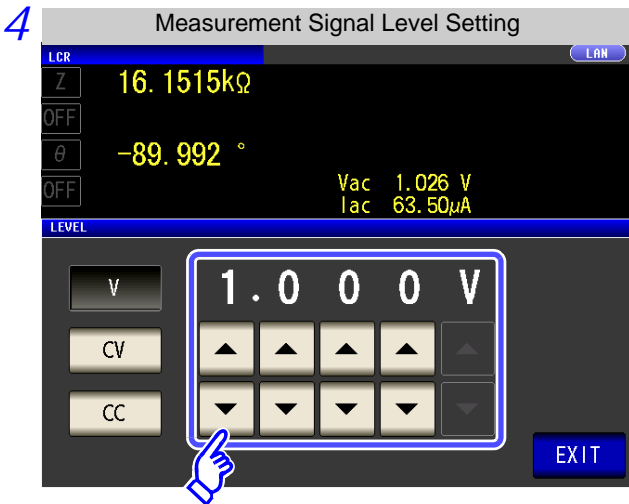 4 Measurement Signal Level Setting
LCR LAN
Z 16.1515kΩ
OFF
θ -89.992 °
OFF Vac 1.026 V
Iac 63.50μA
LEVEL
V 1.000 V
CV
CC
EXIT